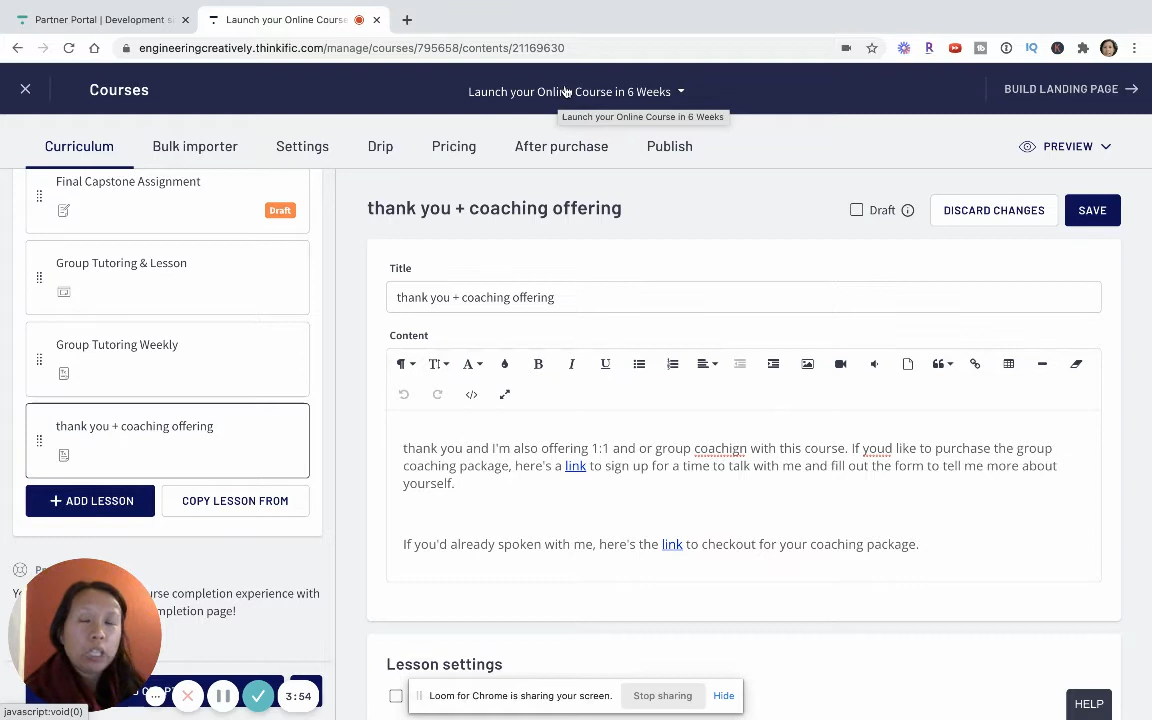 Partner Portal | Development s
Launch your Online Course
engineeringcreatively.thinkific.com/manage/courses/795658/contents/21169630
Courses
Launch your Online Course in 6 Weeks
BUILD LANDING PAGE
Launch your Online Course in 6 Weeks
Curriculum
Bulk importer
Settings
Drip
Pricing
After purchase
Publish
PREVIEW
Final Capstone Assignment
Draft
Group Tutoring & Lesson
Group Tutoring Weekly
thank you + coaching offering
+ ADD LESSON
COPY LESSON FROM
urse completion experience with
mpletion page!
thank you + coaching offering
Draft
DISCARD CHANGES
SAVE
Title
thank you + coaching offering
Content
thank you and I'm also offering 1:1 and or group coachign with this course. If youd like to purchase the group
coaching package, here's a link to sign up for a time to talk with me and fill out the form to tell me more about
yourself.
If you'd already spoken with me, here's the link to checkout for your coaching package.
Lesson settings
Loom for Chrome is sharing your screen.
Stop sharing
Hide
3:54
HELP
javascript:void(0)